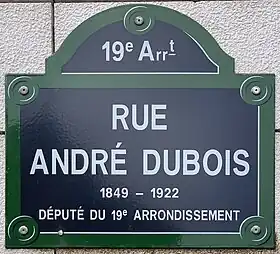 19e Arrt
RUE
ANDRÉ DUBOIS
1849 – 1922
DÉPUTÉ DU 19e ARRONDISSEMENT